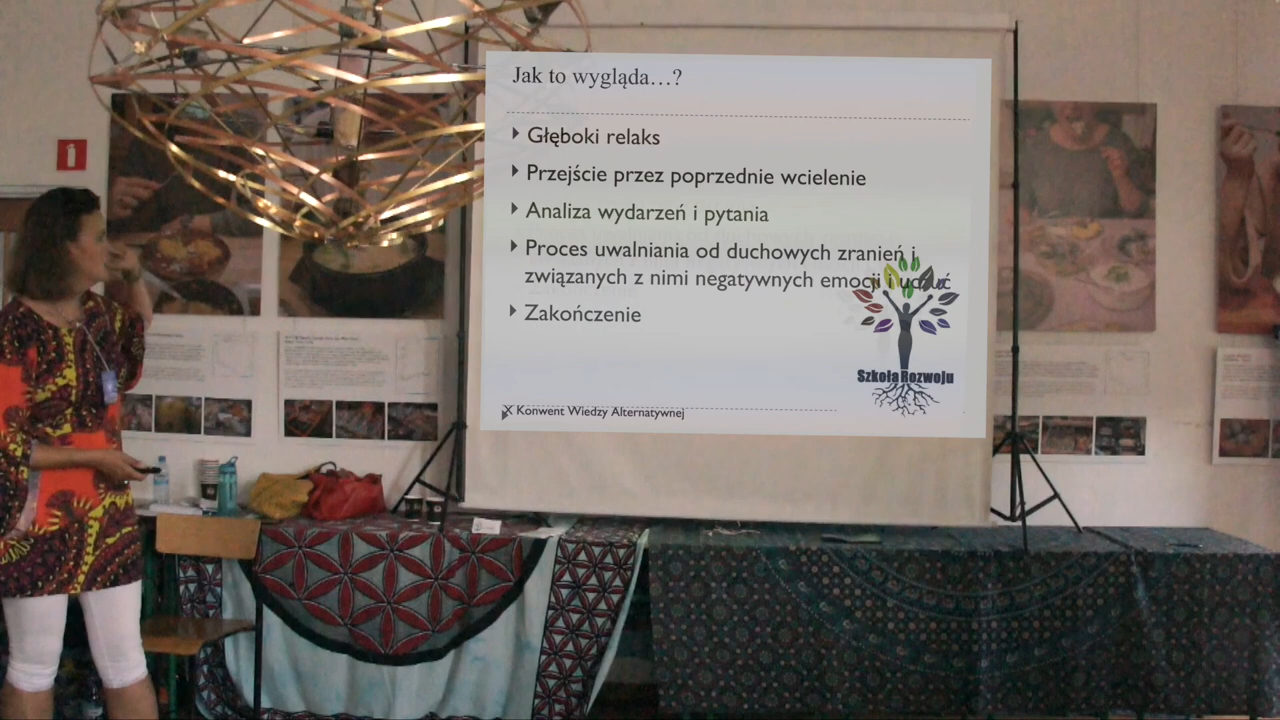 Jak to wygląda...?
Głęboki relaks
Przejście przez poprzednie wcielenie
Analiza wydarzeń i pytania
Proces uwalniania od duchowych zranień i
związanych z nimi negatywnych emocji i uczuć
Zakończenie
Szkoła Rozwoju
X Konwent Wiedzy Alternatywnej